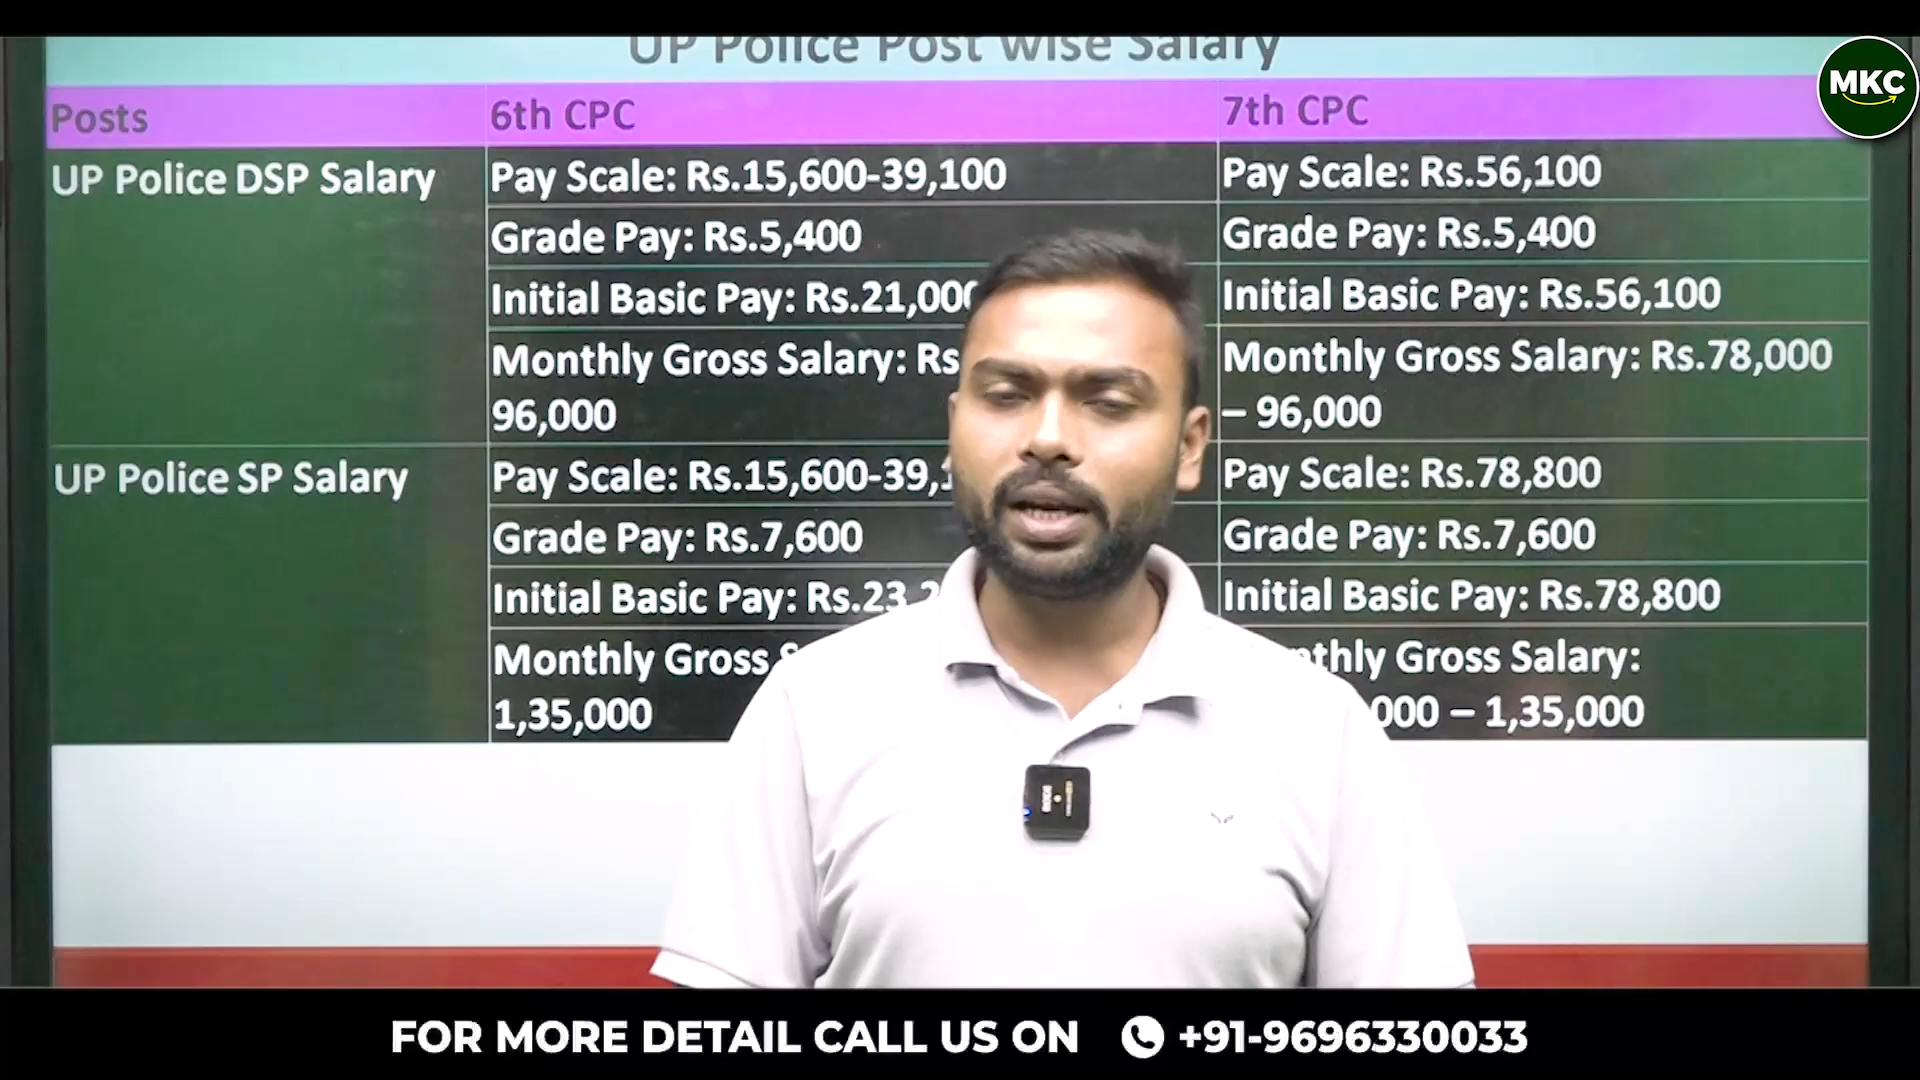 UP Police Post wise Salary
MKC
Posts 6th CPC 7th CPC
UP Police DSP Salary Pay Scale: Rs.15,600-39,100 Pay Scale: Rs.56,100
Grade Pay: Rs.5,400 Grade Pay: Rs.5,400
Initial Basic Pay: Rs.21,000 Initial Basic Pay: Rs.56,100
Monthly Gross Salary: Rs Monthly Gross Salary: Rs.78,000
96,000 – 96,000
UP Police SP Salary Pay Scale: Rs.15,600-39,1 Pay Scale: Rs.78,800
Grade Pay: Rs.7,600 Grade Pay: Rs.7,600
Initial Basic Pay: Rs.23,2 Initial Basic Pay: Rs.78,800
Monthly Gross Gross Salary:
1,35,000 000 – 1,35,000
FOR MORE DETAIL CALL US ON +91-9696330033